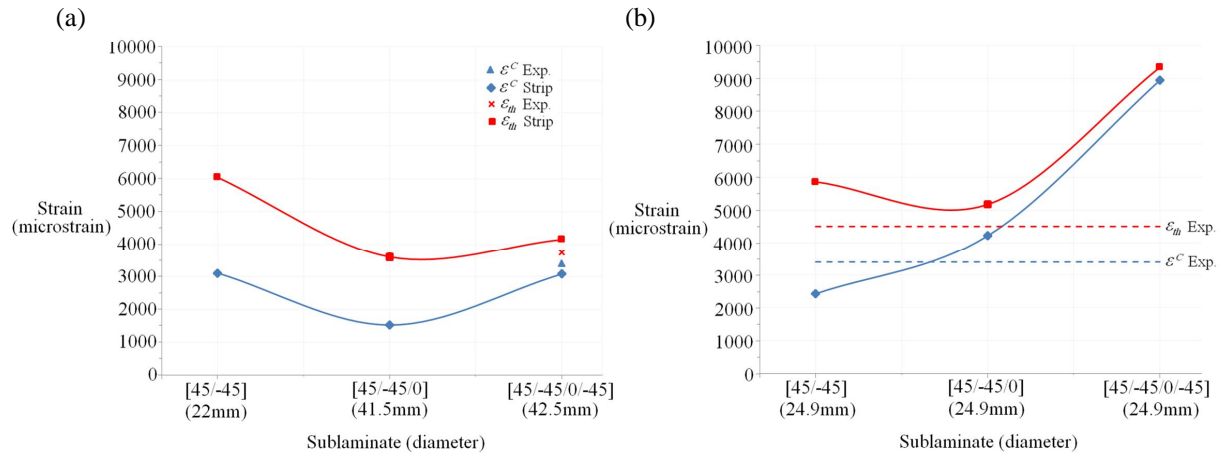 (a)
10000
9000
8000
7000
6000
5000
4000
3000
2000
1000
0
Strain
(microstrain)
ε^C Exp.
ε^C Strip
ε_th Exp.
ε_th Strip
[45/-45]
(22mm)
[45/-45/0]
(41.5mm)
[45/-45/0/-45]
(42.5mm)
Sublaminate (diameter)
(b)
10000
9000
8000
7000
6000
5000
4000
3000
2000
1000
0
Strain
(microstrain)
ε_th Exp.
ε^C Exp.
[45/-45]
(24.9mm)
[45/-45/0]
(24.9mm)
[45/-45/0/-45]
(24.9mm)
Sublaminate (diameter)